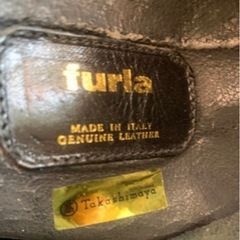 furla
MADE IN ITALY
GENUINE LEATHER
Takashimaya